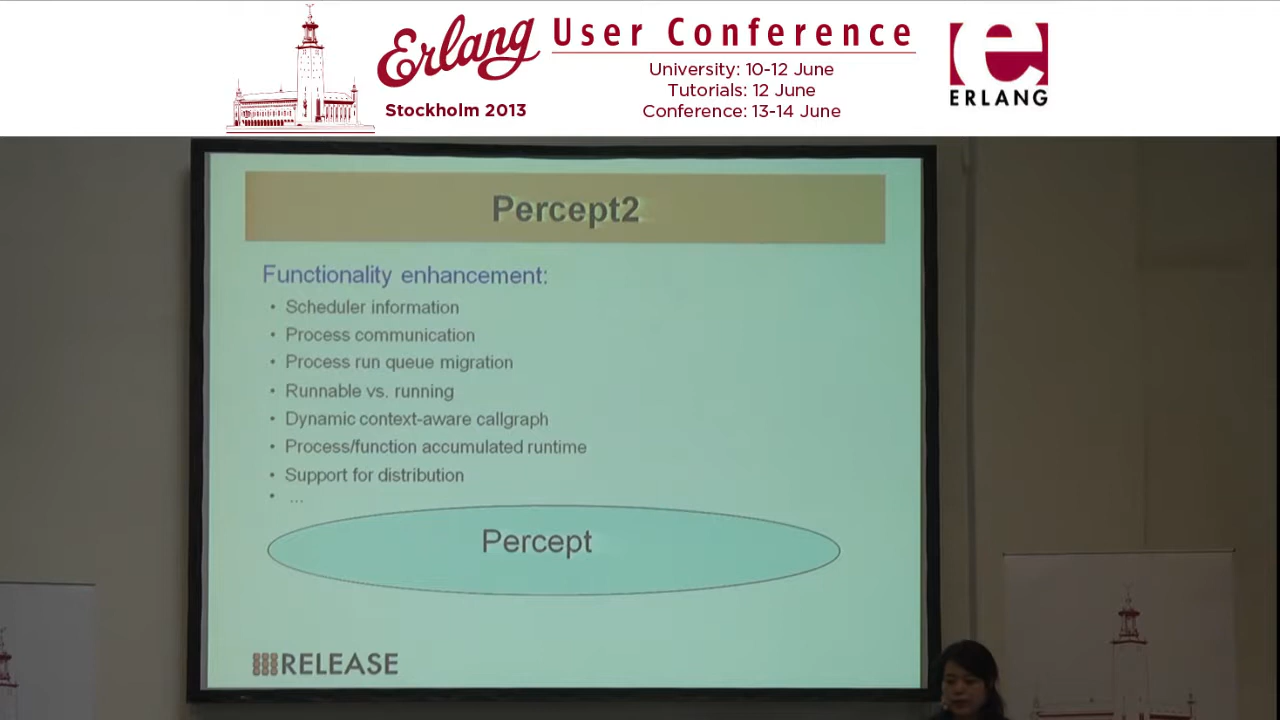 Erlang User Conference
Stockholm 2013
University: 10-12 June
Tutorials: 12 June
Conference: 13-14 June
e
ERLANG
Percept2
Functionality enhancement:
• Scheduler information
• Process communication
• Process run queue migration
• Runnable vs. running
• Dynamic context-aware callgraph
• Process/function accumulated runtime
• Support for distribution
• ...
Percept
RELEASE